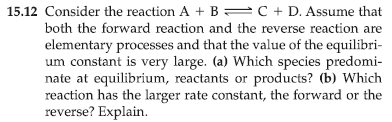 15.12 Consider the reaction A + B ⇌ C + D. Assume that
both the forward reaction and the reverse reaction are
elementary processes and that the value of the equilibri-
um constant is very large. (a) Which species predomi-
nate at equilibrium, reactants or products? (b) Which
reaction has the larger rate constant, the forward or the
reverse? Explain.